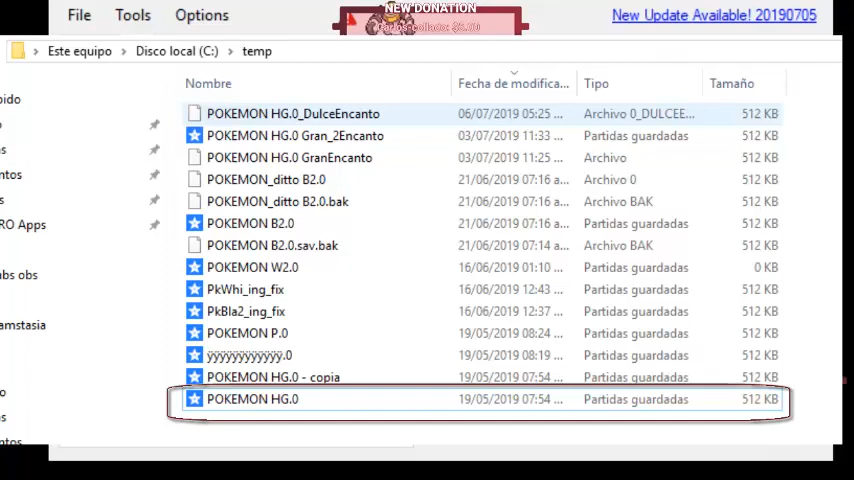 NEW DONATION
File Tools Options New Update Available! 20190705
Este equipo > Disco local (C:) > temp
Nombre Fecha de modifica... Tipo Tamaño
POKEMON HG.0_DulceEncanto 06/07/2019 05:25 ... Archivo 0_DULCEE... 512 KB
POKEMON HG.0 Gran_2Encanto 03/07/2019 11:33 ... Partidas guardadas 512 KB
POKEMON HG.0 GranEncanto 03/07/2019 11:25 ... Archivo 512 KB
POKEMON_ditto B2.0 21/06/2019 07:16 a... Archivo 0 512 KB
POKEMON_ditto B2.0.bak 21/06/2019 07:16 a... Archivo BAK 512 KB
POKEMON B2.0 21/06/2019 07:16 a... Partidas guardadas 512 KB
POKEMON B2.0.sav.bak 21/06/2019 07:14 a... Archivo BAK 512 KB
POKEMON W2.0 16/06/2019 01:10 ... Partidas guardadas 0 KB
PkWhi_ing_fix 16/06/2019 12:43 ... Partidas guardadas 512 KB
PkBla2_ing_fix 16/06/2019 12:37 ... Partidas guardadas 512 KB
POKEMON P.0 19/05/2019 08:24 ... Partidas guardadas 512 KB
19/05/2019 08:19 ... Partidas guardadas 512 KB
POKEMON HG.0 - copia 19/05/2019 07:54 ... Partidas guardadas 512 KB
POKEMON HG.0 19/05/2019 07:54 ... Partidas guardadas 512 KB
pido
s
ntos
s
RO Apps
abs obs
amstasia
o
s
ntos